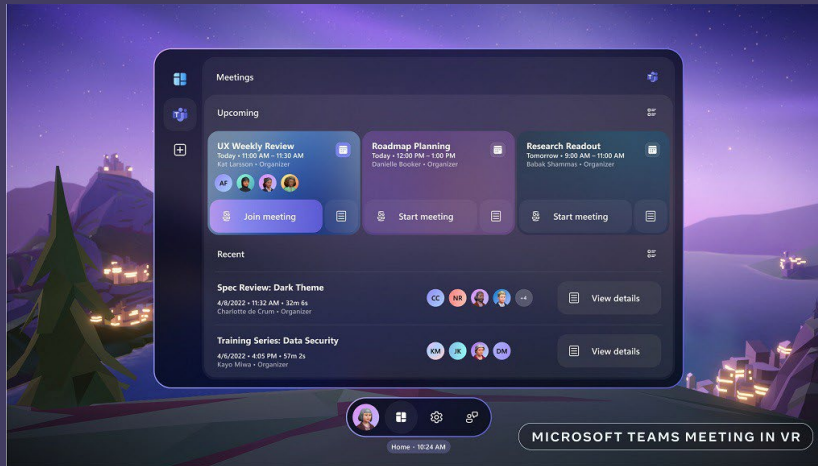 Meetings
Upcoming
UX Weekly Review
Today • 11:00 AM – 11:30 AM
Kat Larsson • Organizer
AF
Join meeting
Roadmap Planning
Today • 12:00 PM – 1:00 PM
Danielle Booker • Organizer
Start meeting
Research Readout
Tomorrow • 9:00 AM – 11:00 AM
Babak Shammas • Organizer
Start meeting
Recent
Spec Review: Dark Theme
4/8/2022 • 11:32 AM • 32m 6s
Charlotte de Crum • Organizer
CC NR +4
View details
Training Series: Data Security
4/6/2022 • 4:05 PM • 57m 2s
Kayo Miwa • Organizer
KM JK DM
View details
Home • 10:24 AM
MICROSOFT TEAMS MEETING IN VR